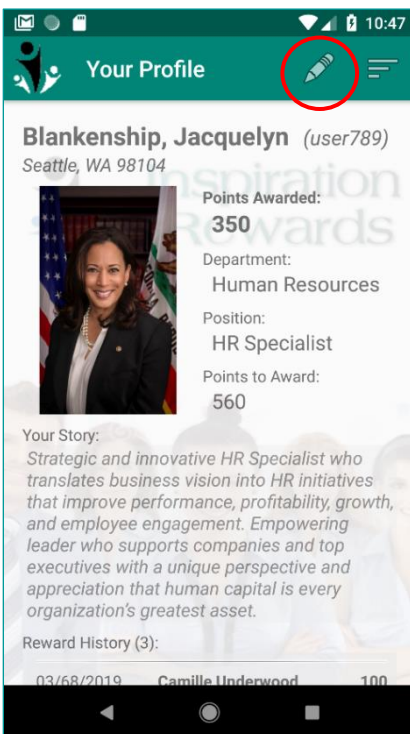 10:47
Your Profile
Blankenship, Jacquelyn (user789)
Seattle, WA 98104
Inspiration
Rewards
Points Awarded:
350
Department:
Human Resources
Position:
HR Specialist
Points to Award:
560
Your Story:
Strategic and innovative HR Specialist who
translates business vision into HR initiatives
that improve performance, profitability, growth,
and employee engagement. Empowering
leader who supports companies and top
executives with a unique perspective and
appreciation that human capital is every
organization's greatest asset.
Reward History (3):
03/68/2019 Camille Underwood 100